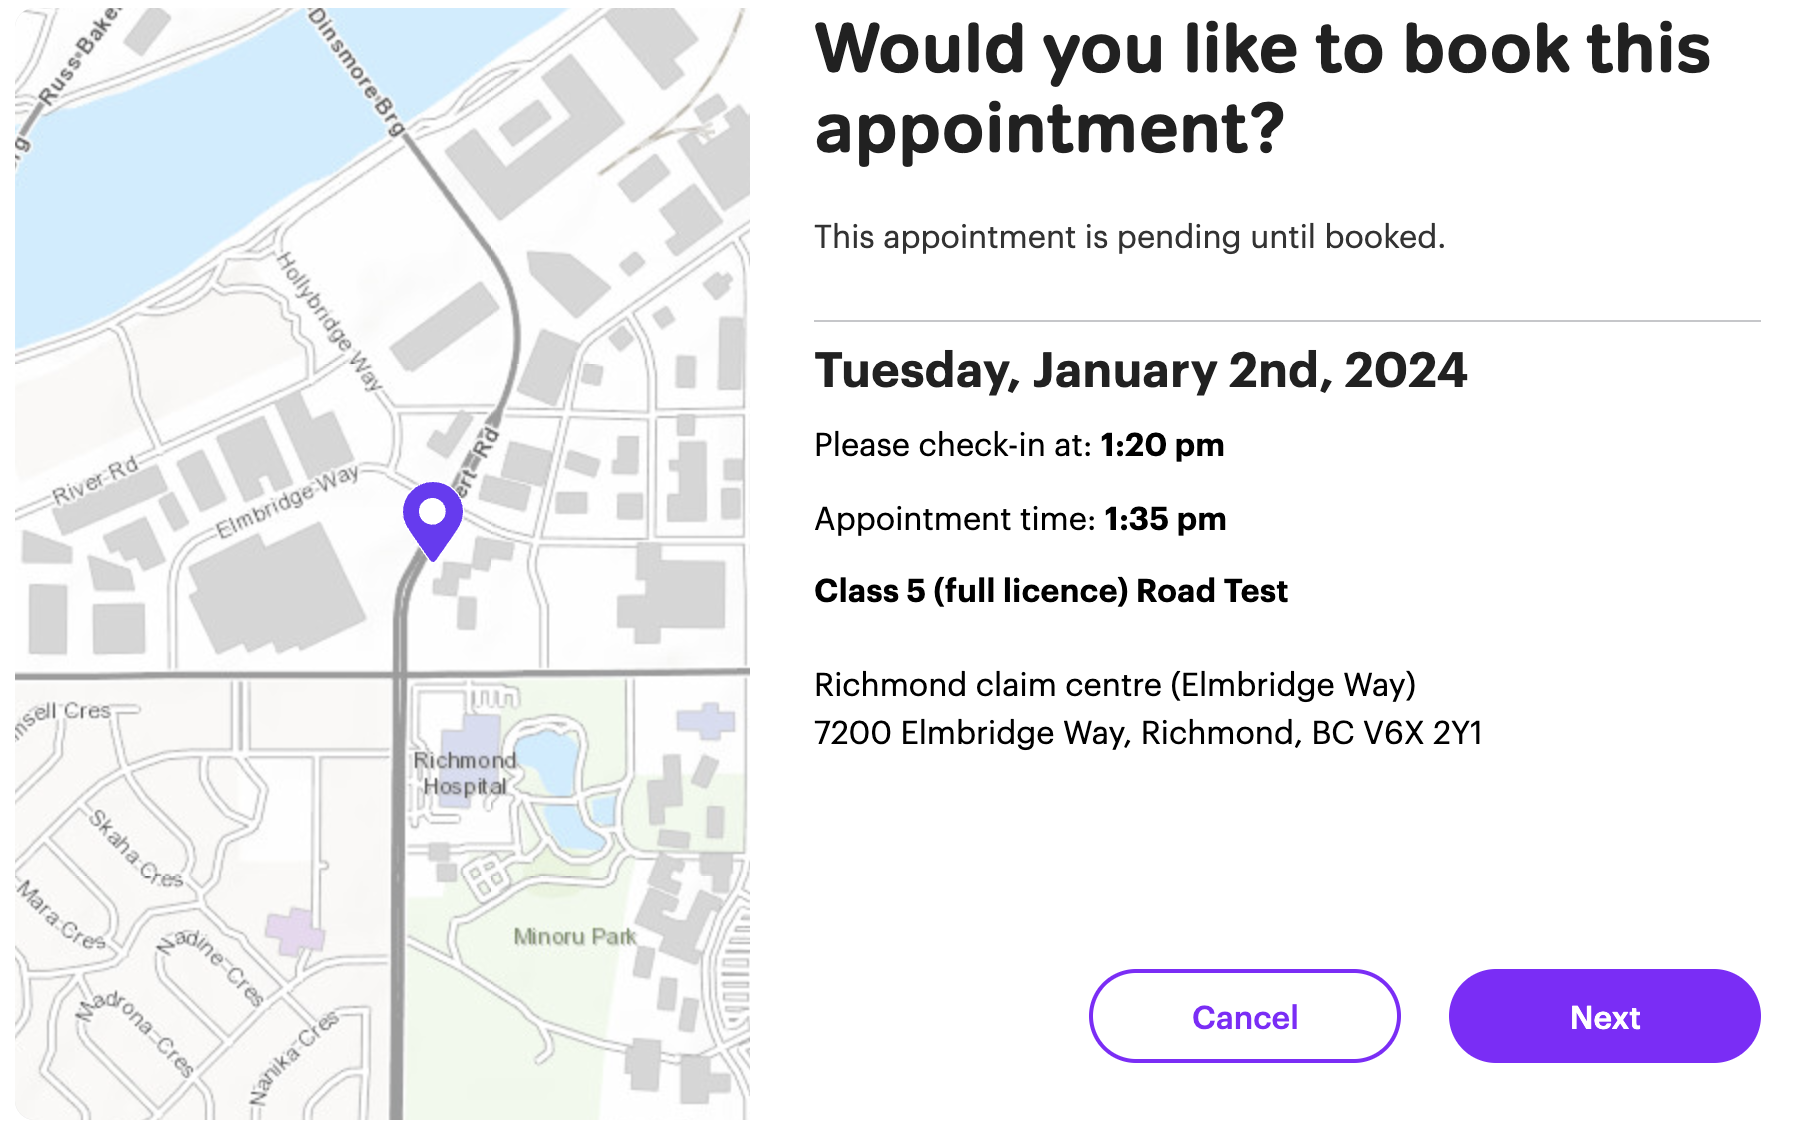 Russ Bake
Dinsmore Brg
rg
Hollybridge Way
River Rd
Elmbridge Way
ert Rd
nsell Cres
Richmond
Hospital
Skaha Cres
Mara Cres
Nadine Cres
Minoru Park
Madrona Cres
Nanika Cres
Would you like to book this
appointment?
This appointment is pending until booked.
Tuesday, January 2nd, 2024
Please check-in at: 1:20 pm
Appointment time: 1:35 pm
Class 5 (full licence) Road Test
Richmond claim centre (Elmbridge Way)
7200 Elmbridge Way, Richmond, BC V6X 2Y1
Cancel
Next